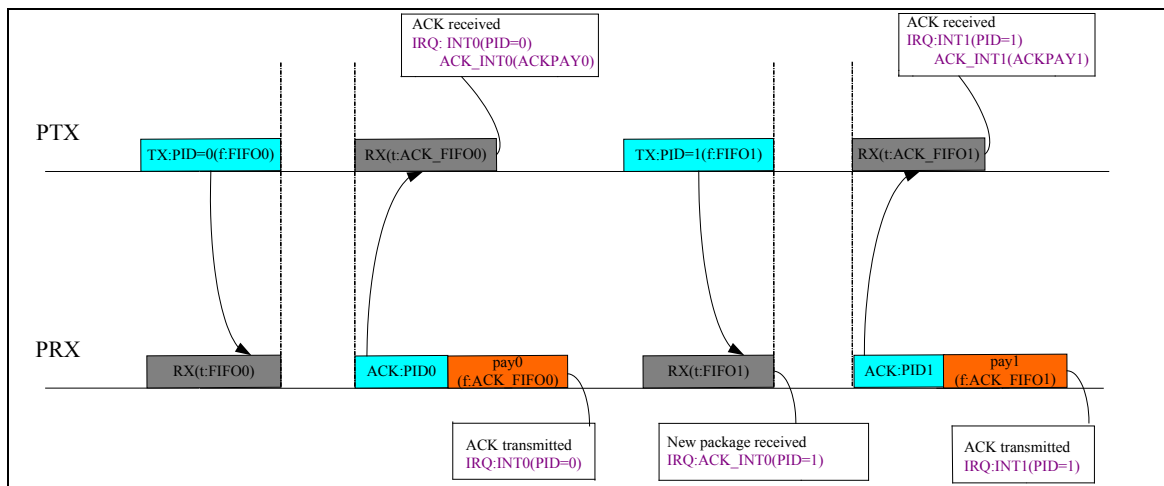 ACK received
IRQ: INT0(PID=0)
ACK_INT0(ACKPAY0)
ACK received
IRQ:INT1(PID=1)
ACK_INT1(ACKPAY1)
PTX
TX:PID=0(f:FIFO0)
RX(t:ACK_FIFO0)
TX:PID=1(f:FIFO1)
RX(t:ACK_FIFO1)
PRX
RX(t:FIFO0)
ACK:PID0
pay0
(f:ACK_FIFO0)
RX(t:FIFO1)
ACK:PID1
pay1
(f:ACK_FIFO1)
ACK transmitted
IRQ:INT0(PID=0)
New package received
IRQ:ACK_INT0(PID=1)
ACK transmitted
IRQ:INT1(PID=1)